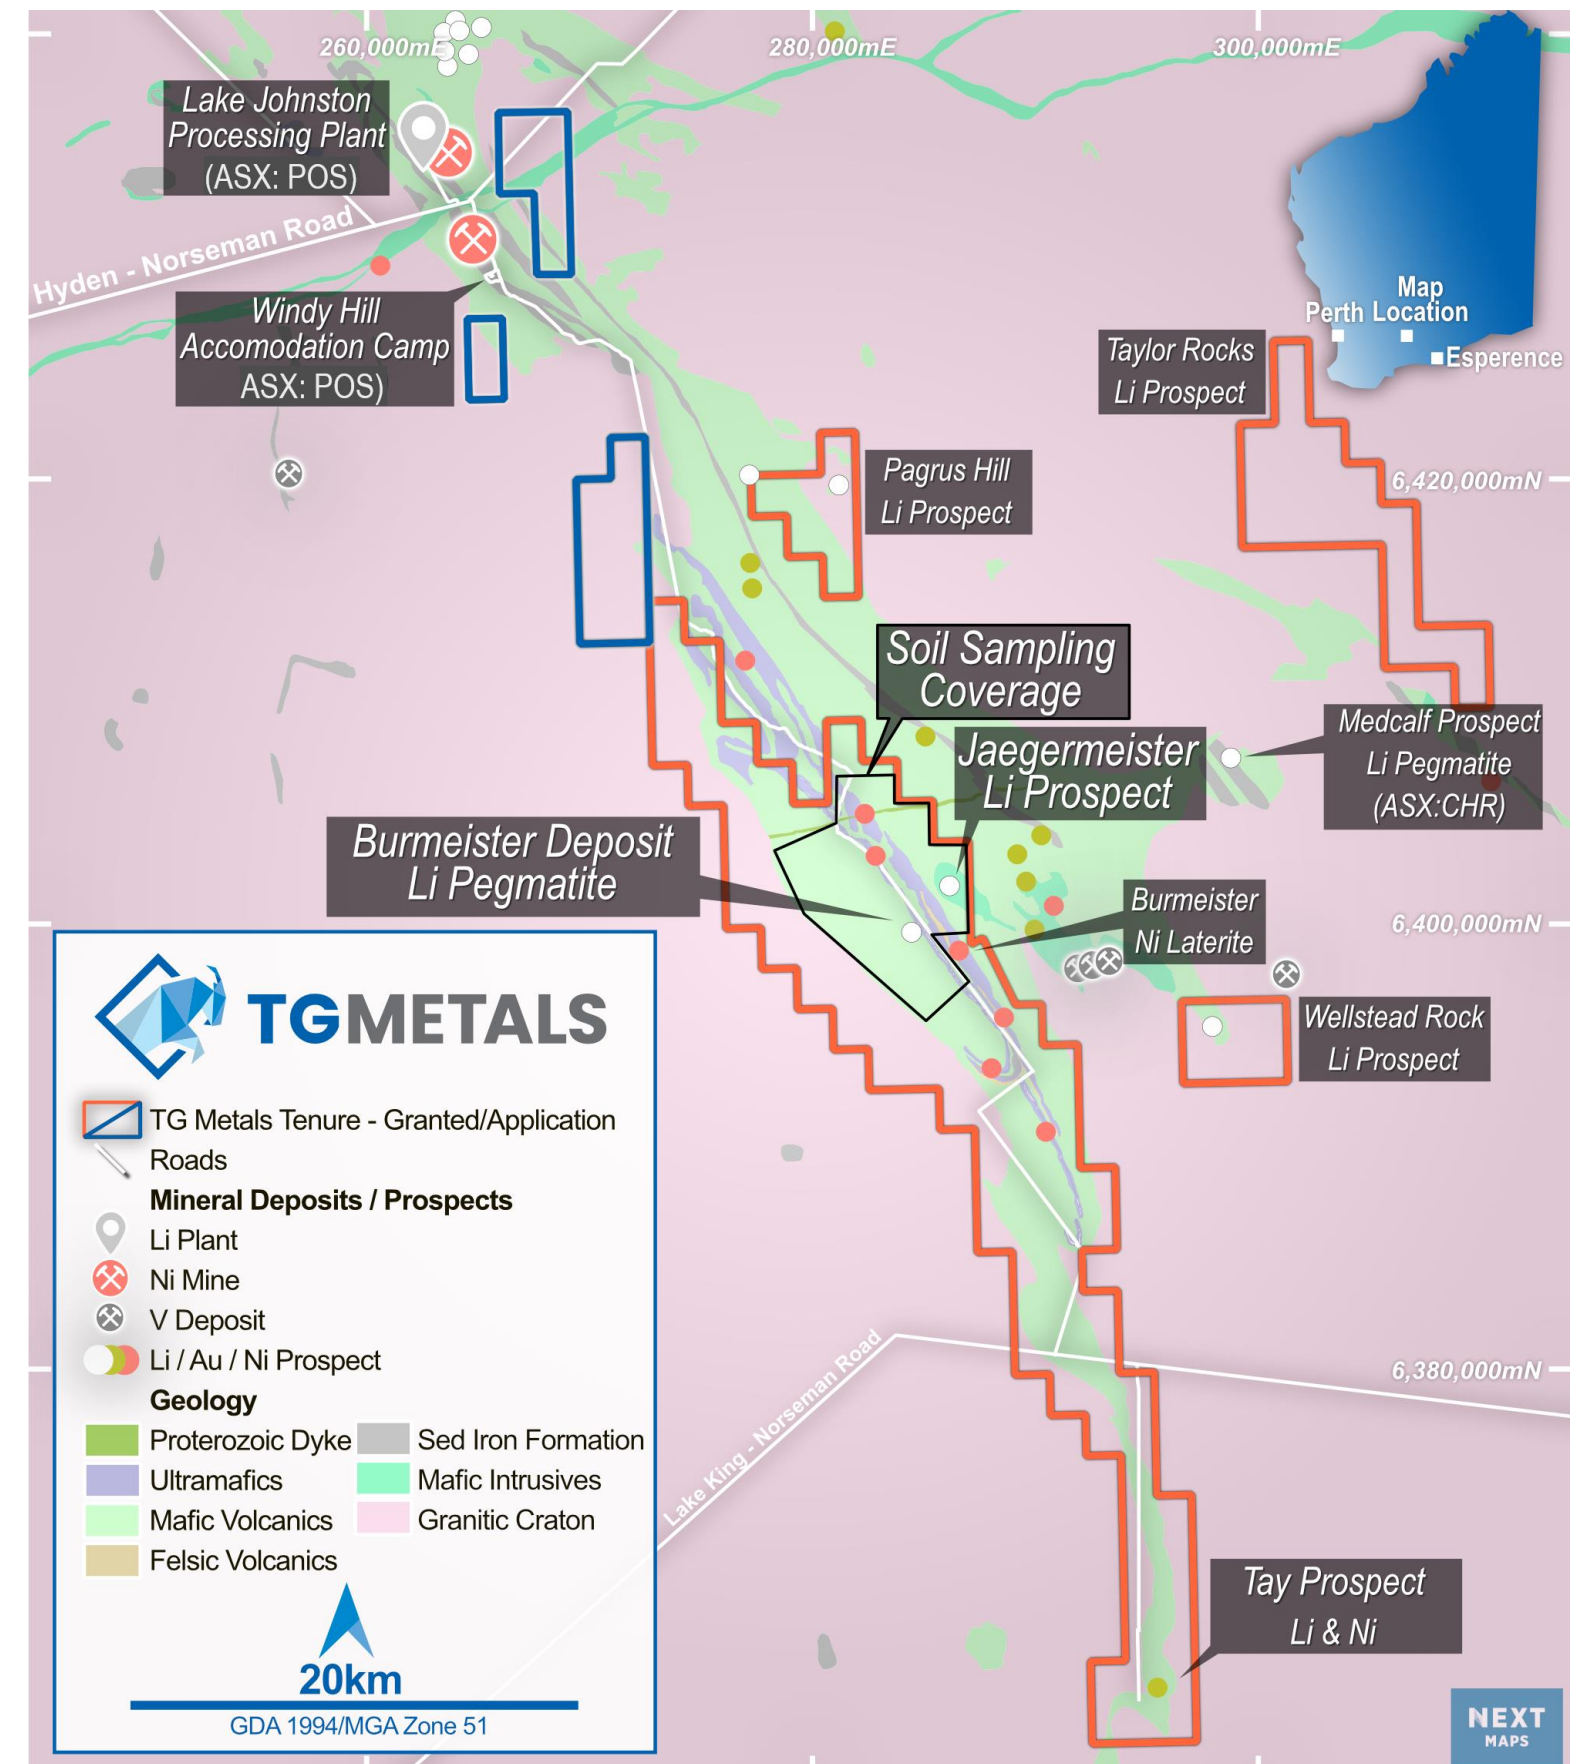 260,000mE
280,000mE
300,000mE
Lake Johnston
Processing Plant
(ASX: POS)
Hyden - Norseman Road
Windy Hill
Accomodation Camp
ASX: POS)
Map
Perth Location
Esperence
Taylor Rocks
Li Prospect
Pagrus Hill
Li Prospect
6,420,000mN
Soil Sampling
Coverage
Jaegermeister
Li Prospect
Medcalf Prospect
Li Pegmatite
(ASX:CHR)
Burmeister Deposit
Li Pegmatite
Burmeister
Ni Laterite
6,400,000mN
Wellstead Rock
Li Prospect
TGMETALS
TG Metals Tenure - Granted/Application
Roads
Mineral Deposits / Prospects
Li Plant
Ni Mine
V Deposit
Li / Au / Ni Prospect
Geology
Proterozoic Dyke
Sed Iron Formation
Ultramafics
Mafic Intrusives
Mafic Volcanics
Granitic Craton
Felsic Volcanics
20km
GDA 1994/MGA Zone 51
Lake King - Norseman Road
6,380,000mN
Tay Prospect
Li & Ni
NEXT
MAPS